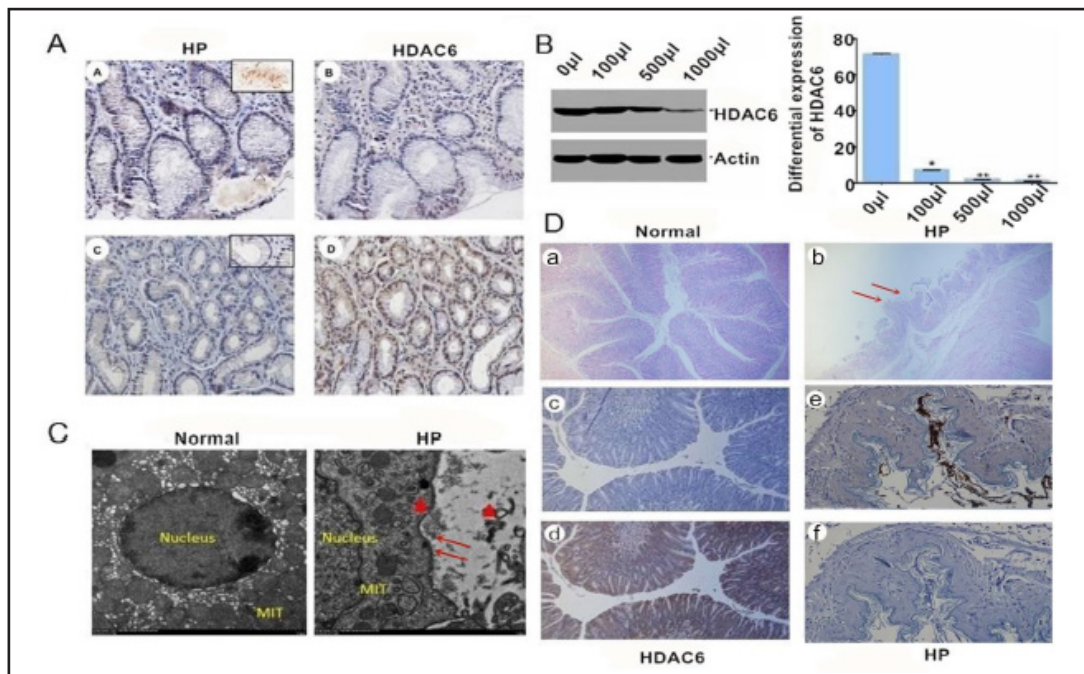 A
HP
HDAC6
A
B
C
D
B
0μl
100μl
500μl
1000μl
HDAC6
Actin
Differential expression
of HDAC6
80
60
40
20
0
*
**
**
0μl
100μl
500μl
1000μl
C
Normal
HP
Nucleus
MIT
Nucleus
MIT
D
Normal
HP
a
b
c
e
d
f
HDAC6
HP